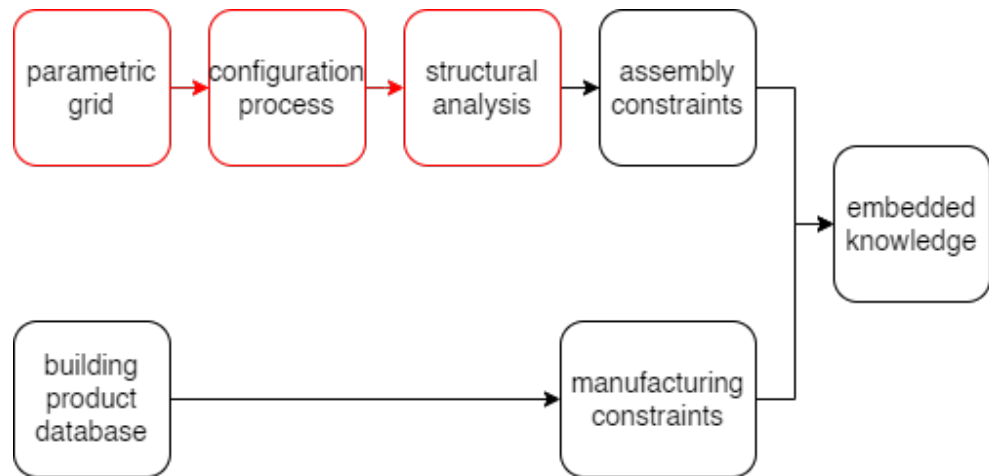 parametric
grid
configuration
process
structural
analysis
assembly
constraints
embedded
knowledge
building
product
database
manufacturing
constraints